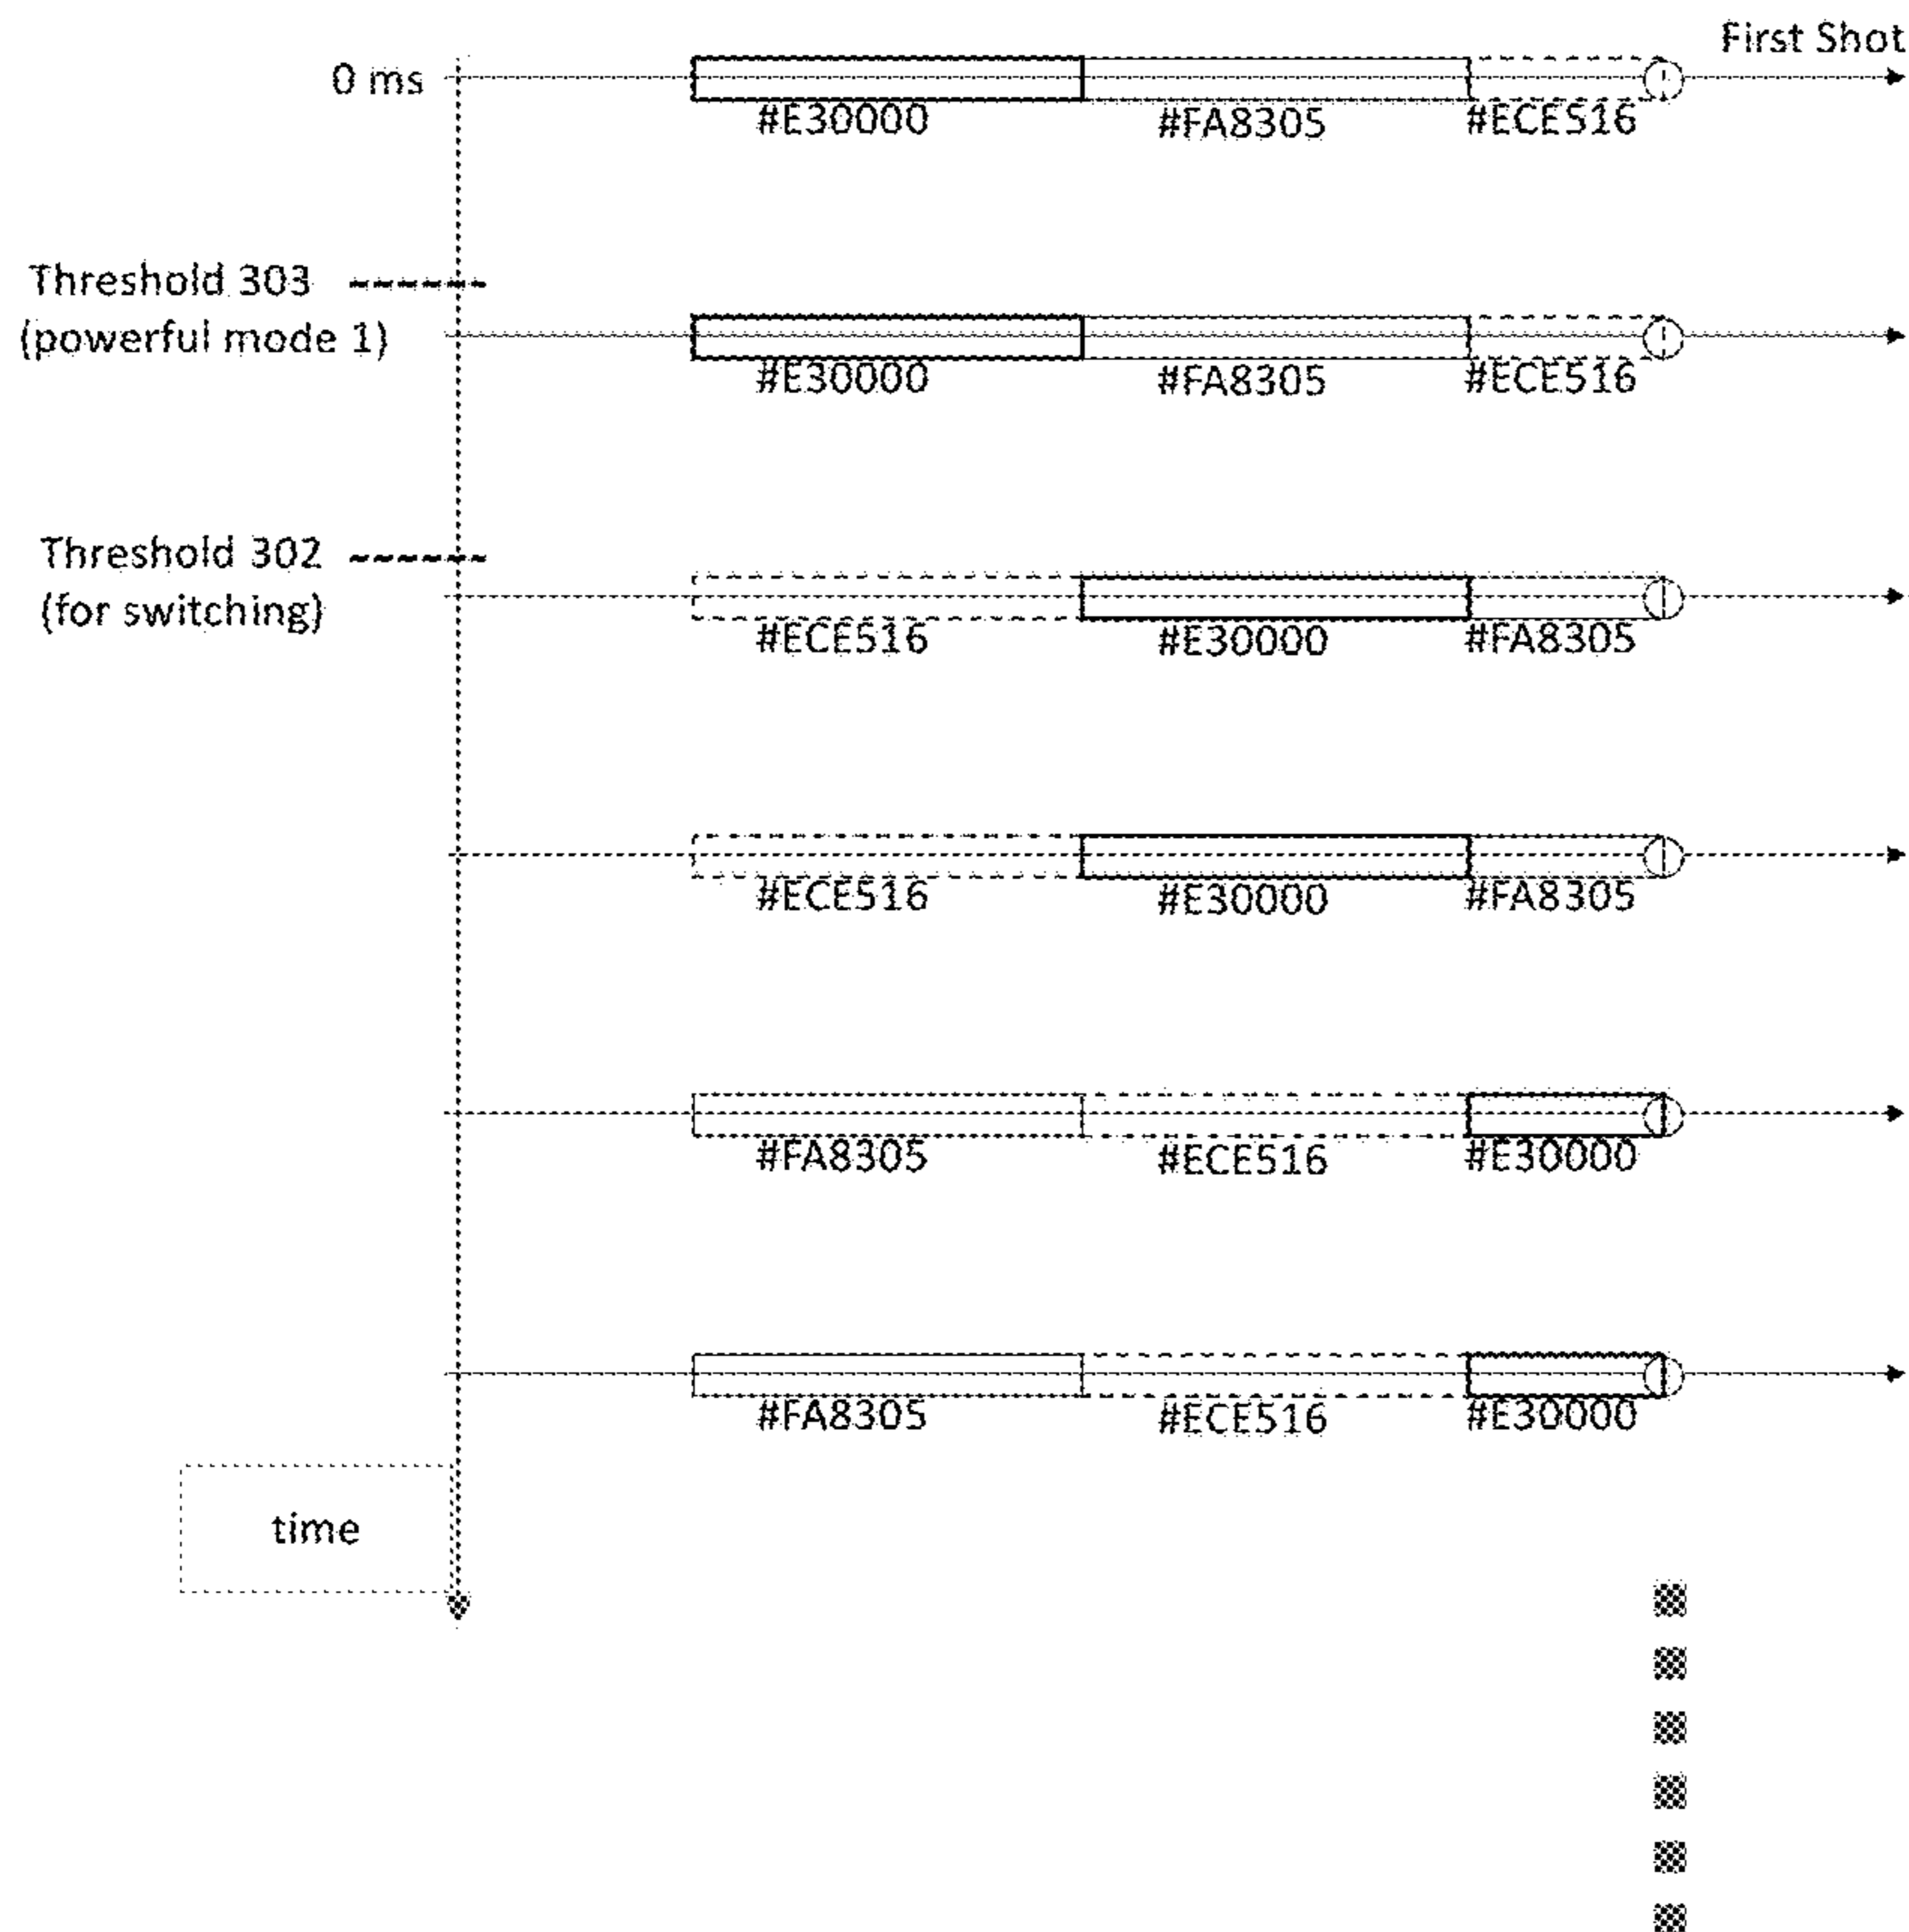 First Shot
0 ms
#E30000 #FA8305 #ECE516
Threshold 303
(powerful mode 1)
#E30000 #FA8305 #ECE516
Threshold 302
(for switching)
#ECE516 #E30000 #FA8305
#ECE516 #E30000 #FA8305
#FA8305 #ECE516 #E30000
#FA8305 #ECE516 #E30000
time